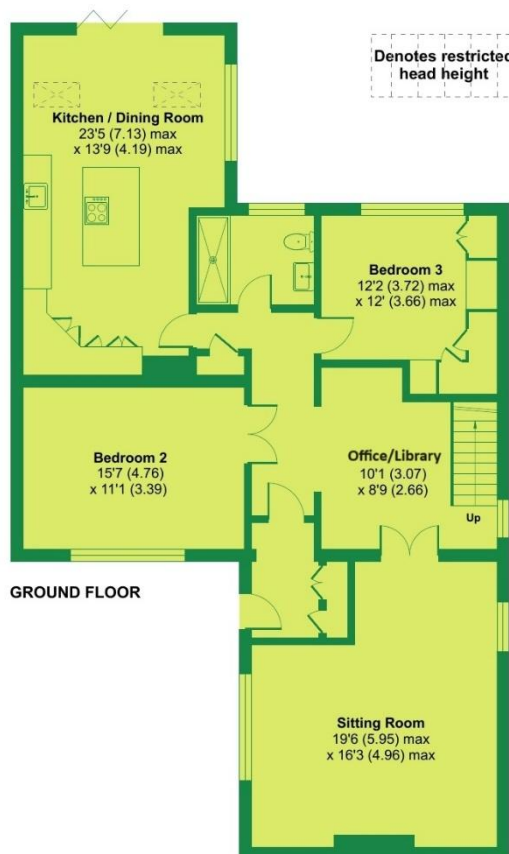 Denotes restricted
head height
Kitchen / Dining Room
23'5 (7.13) max
x 13'9 (4.19) max
Bedroom 3
12'2 (3.72) max
x 12' (3.66) max
Bedroom 2
15'7 (4.76)
x 11'1 (3.39)
Office/Library
10'1 (3.07)
x 8'9 (2.66)
Up
GROUND FLOOR
Sitting Room
19'6 (5.95) max
x 16'3 (4.96) max